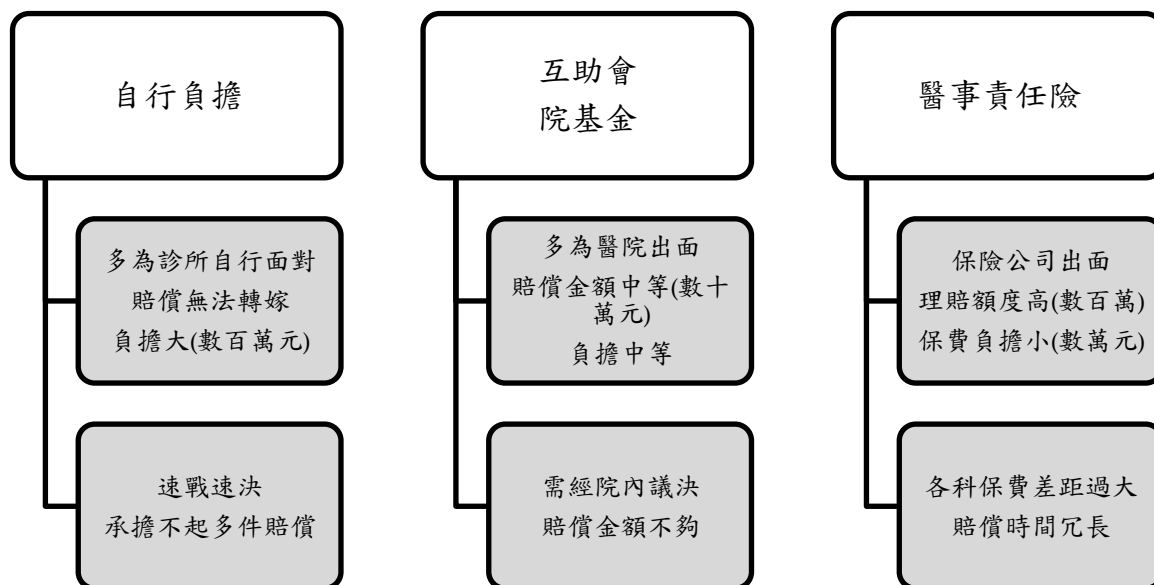 自行負擔
多為診所自行面對
賠償無法轉嫁
負擔大(數百萬元)
速戰速決
承擔不起多件賠償
互助會
院基金
多為醫院出面
賠償金額中等(數十
萬元)
負擔中等
需經院內議決
賠償金額不夠
醫事責任險
保險公司出面
理賠額度高(數百萬)
保費負擔小(數萬元)
各科保費差距過大
賠償時間冗長